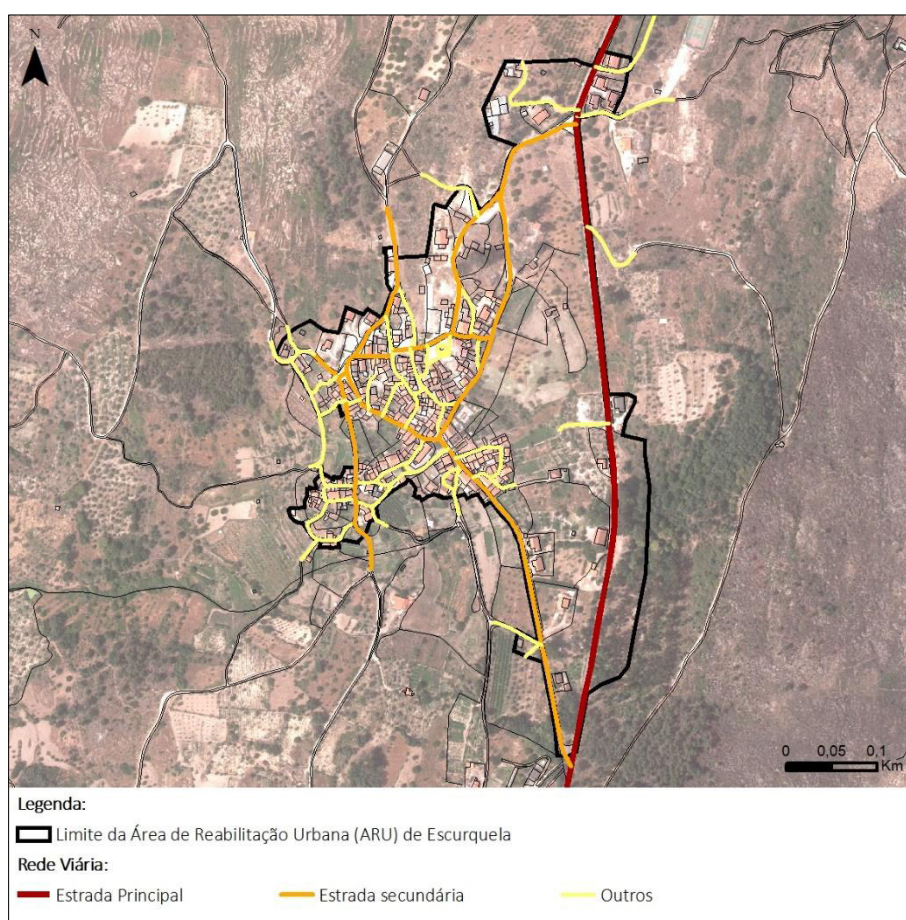 N
0 0,05 0,1
Km
Legenda:
Limite da Área de Reabilitação Urbana (ARU) de Escurquela
Rede Viária:
Estrada Principal Estrada secundária Outros